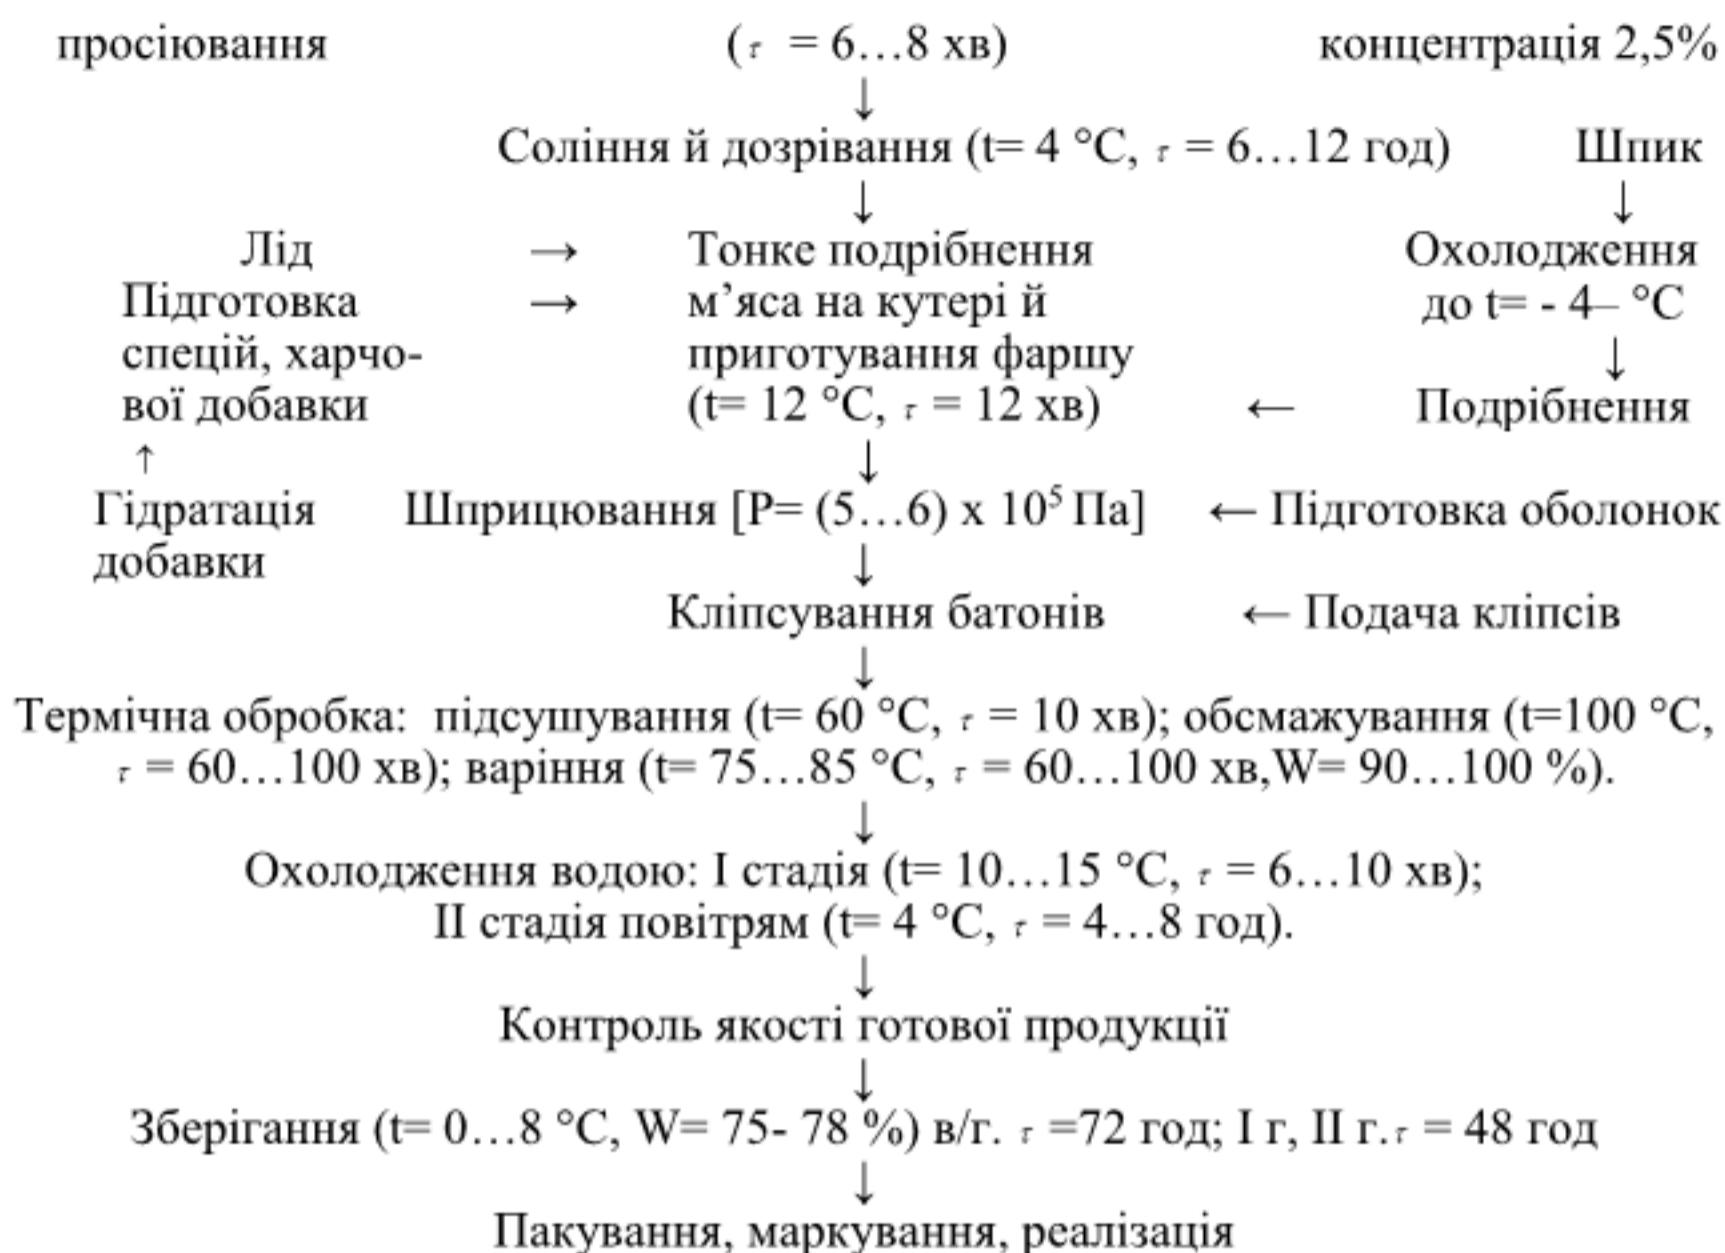 просіювання (τ = 6…8 хв) концентрація 2,5%
↓
Соління й дозрівання (t= 4 °С, τ = 6…12 год) Шпик
↓ ↓
Лід → Тонке подрібнення Охолодження
Підготовка → м’яса на кутері й до t= - 4– °С
спецій, харчо- приготування фаршу ↓
вої добавки (t= 12 °С, τ = 12 хв) ← Подрібнення
↑ ↓
Гідратація Шприцювання [Р= (5…6) х 10⁵ Па] ← Підготовка оболонок
добавки ↓
Кліпсування батонів ← Подача кліпсів
↓
Термічна обробка: підсушування (t= 60 °С, τ = 10 хв); обсмажування (t=100 °С,
τ = 60…100 хв); варіння (t= 75…85 °С, τ = 60…100 хв,W= 90…100 %).
↓
Охолодження водою: І стадія (t= 10…15 °С, τ = 6…10 хв);
ІІ стадія повітрям (t= 4 °С, τ = 4…8 год).
↓
Контроль якості готової продукції
↓
Зберігання (t= 0…8 °С, W= 75- 78 %) в/г. τ =72 год; І г, ІІ г.τ = 48 год
↓
Пакування, маркування, реалізація